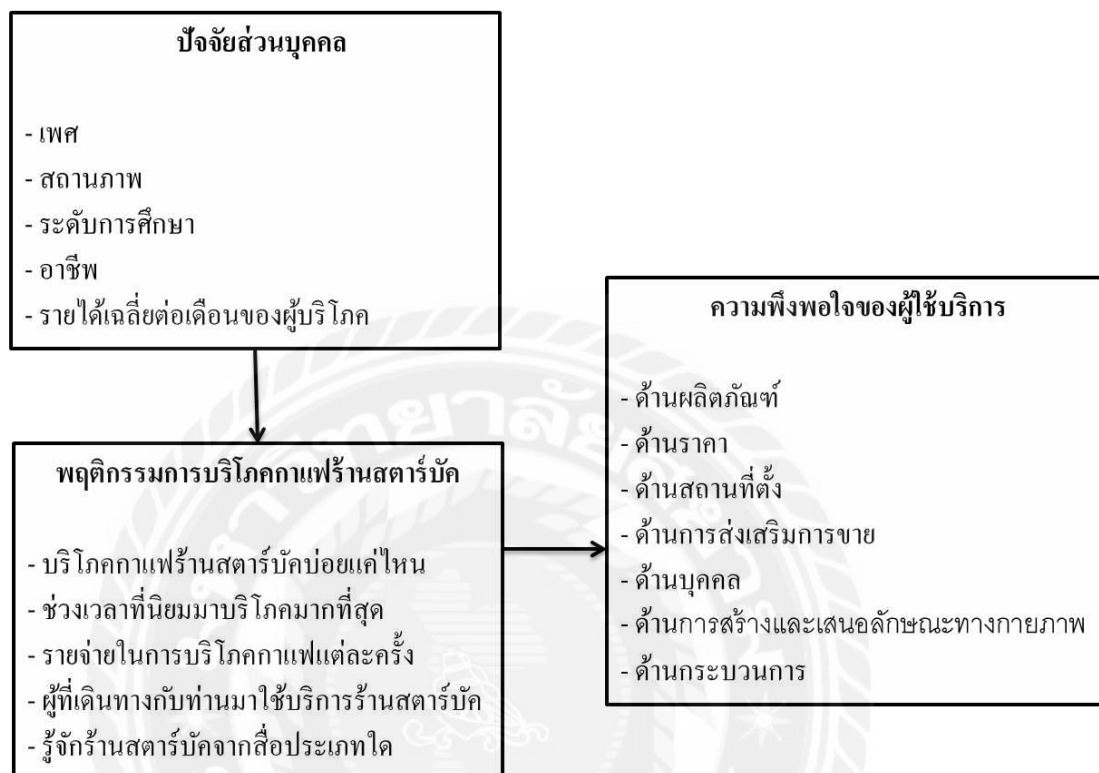 ปัจจัยส่วนบุคคล
- เพศ
- สถานภาพ
- ระดับการศึกษา
- อาชีพ
- รายได้เฉลี่ยต่อเดือนของผู้บริโภค
พฤติกรรมการบริโภคกาแฟร้านสตาร์บัค
- บริโภคกาแฟร้านสตาร์บัคบ่อยแค่ไหน
- ช่วงเวลาที่นิยมมาบริโภคมากที่สุด
- รายจ่ายในการบริโภคกาแฟแต่ละครั้ง
- ผู้ที่เดินทางกับท่านมาใช้บริการร้านสตาร์บัค
- รู้จักร้านสตาร์บัคจากสื่อประเภทใด
ความพึงพอใจของผู้ใช้บริการ
- ด้านผลิตภัณฑ์
- ด้านราคา
- ด้านสถานที่ตั้ง
- ด้านการส่งเสริมการขาย
- ด้านบุคคล
- ด้านการสร้างและเสนอลักษณะทางกายภาพ
- ด้านกระบวนการ